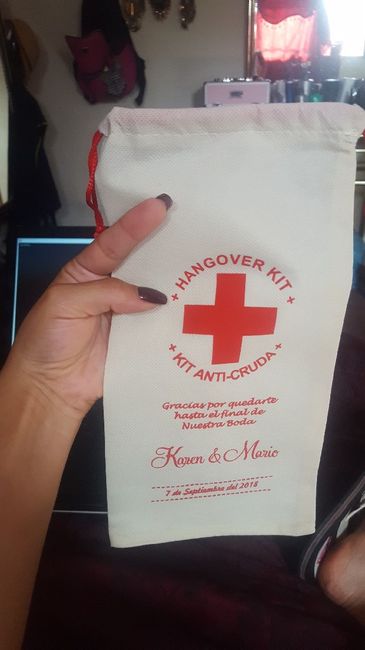 + HANGOVER KIT +
+ KIT ANTI-CRUDA +
Gracias por quedarte
hasta el final de
Nuestra Boda
Karen & Mario
7 de Septiembre del 2018